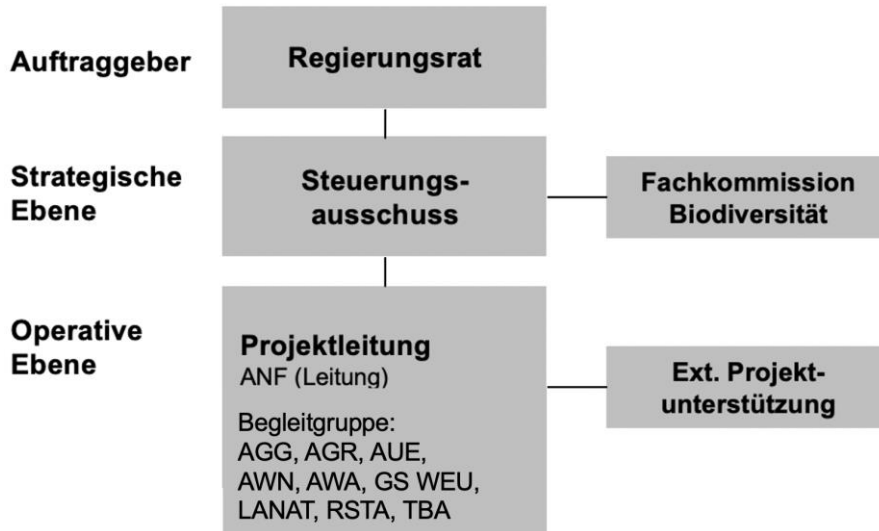 Auftraggeber
Regierungsrat
Strategische
Ebene
Steuerungs-
ausschuss
Fachkommission
Biodiversität
Operative
Ebene
Projektleitung
ANF (Leitung)
Begleitgruppe:
AGG, AGR, AUE,
AWN, AWA, GS WEU,
LANAT, RSTA, TBA
Ext. Projekt-
unterstützung